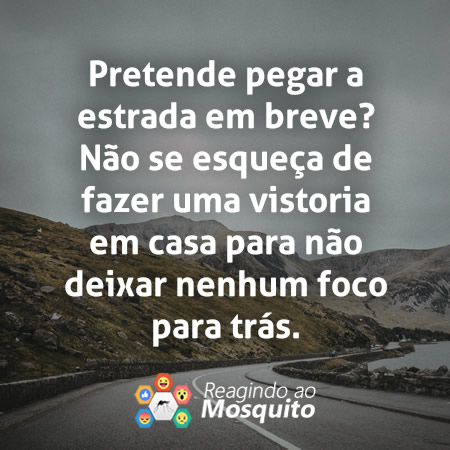 Pretende pegar a
estrada em breve?
Não se esqueça de
fazer uma vistoria
em casa para não
deixar nenhum foco
para trás.
Reagindo ao
Mosquito